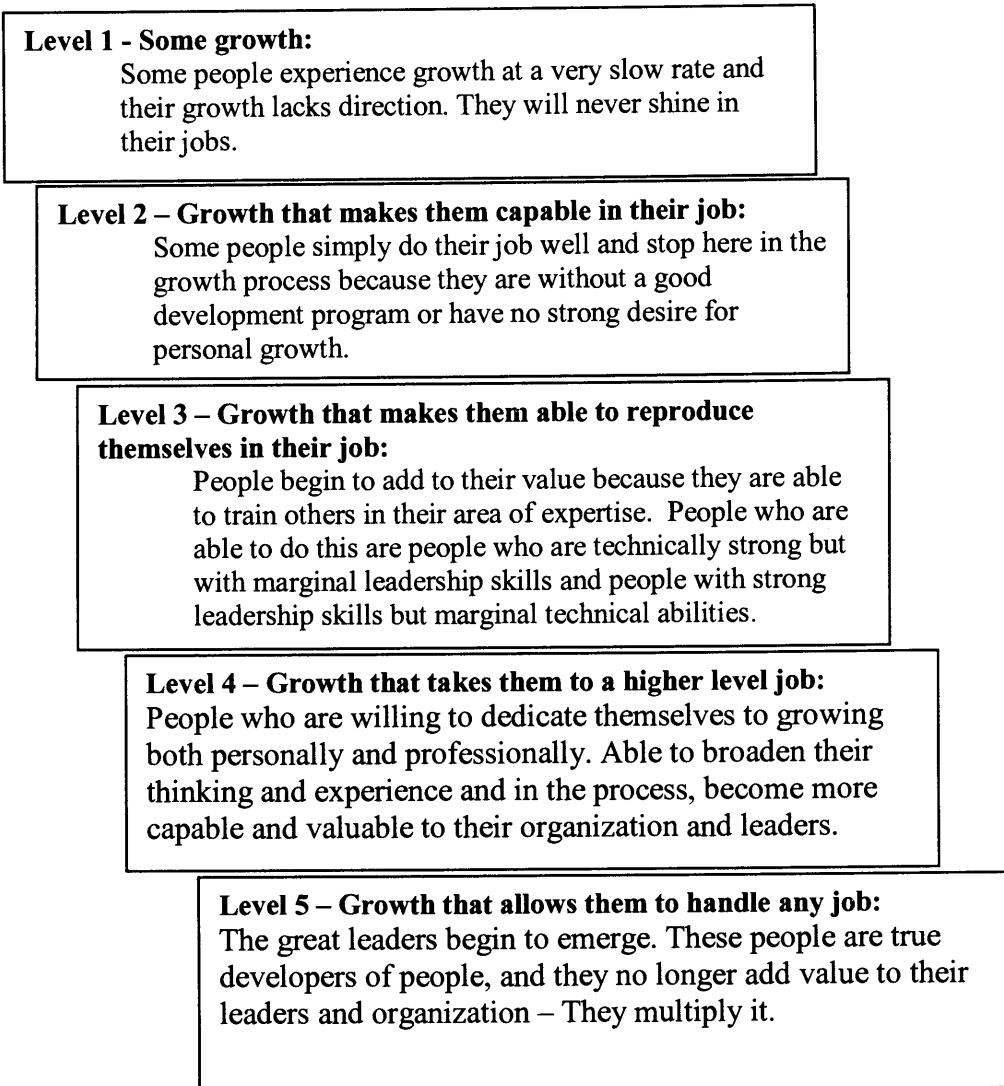 Level 1 - Some growth:
Some people experience growth at a very slow rate and
their growth lacks direction. They will never shine in
their jobs.
Level 2 – Growth that makes them capable in their job:
Some people simply do their job well and stop here in the
growth process because they are without a good
development program or have no strong desire for
personal growth.
Level 3 – Growth that makes them able to reproduce
themselves in their job:
People begin to add to their value because they are able
to train others in their area of expertise.  People who are
able to do this are people who are technically strong but
with marginal leadership skills and people with strong
leadership skills but marginal technical abilities.
Level 4 – Growth that takes them to a higher level job:
People who are willing to dedicate themselves to growing
both personally and professionally. Able to broaden their
thinking and experience and in the process, become more
capable and valuable to their organization and leaders.
Level 5 – Growth that allows them to handle any job:
The great leaders begin to emerge. These people are true
developers of people, and they no longer add value to their
leaders and organization – They multiply it.